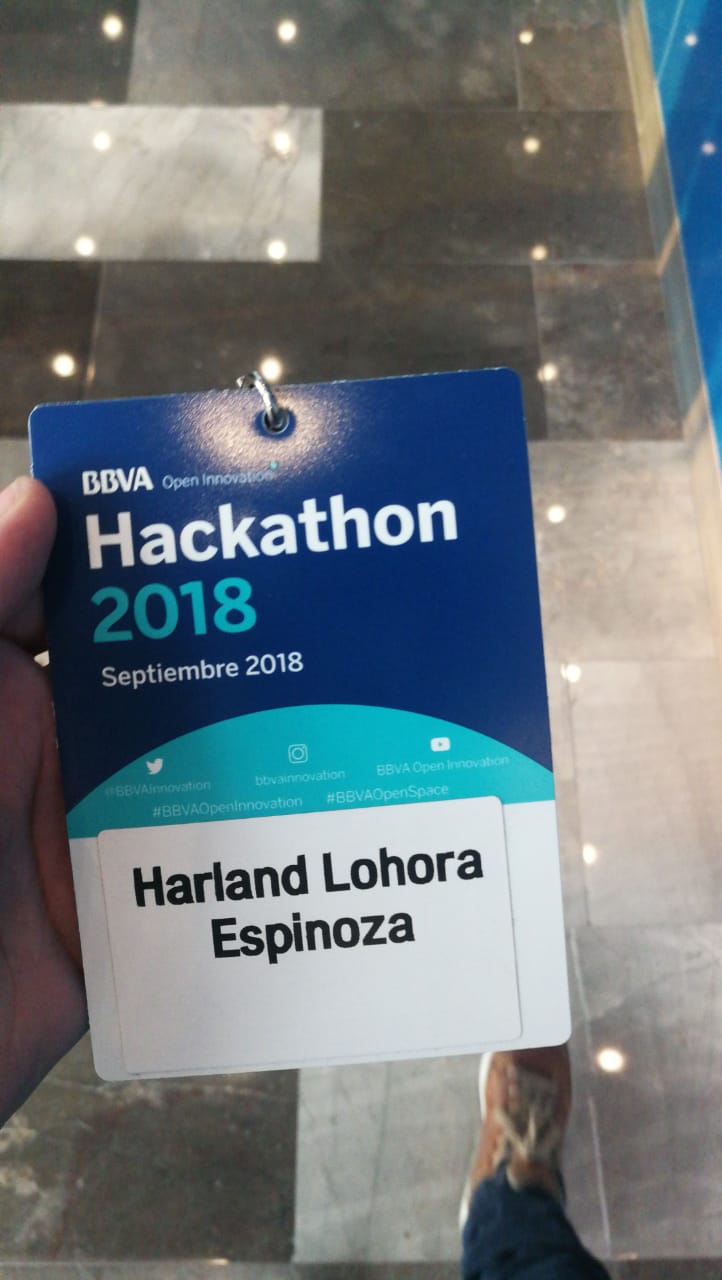 BBVA Open Innovation
Hackathon
2018
Septiembre 2018
@BBVAInnovation
bbvainnovation
BBVA Open Innovation
#BBVAOpenInnovation #BBVAOpenSpace
Harland Lohora
Espinoza